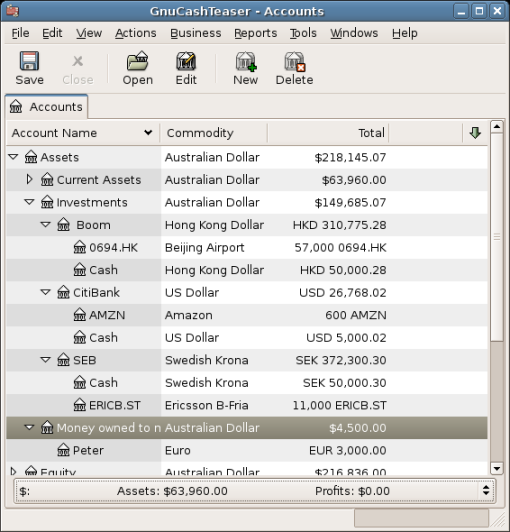 GnuCashTeaser - Accounts
File Edit View Actions Business Reports Tools Windows Help
Save Close Open Edit New Delete
Accounts
Account Name Commodity Total
Assets Australian Dollar $218,145.07
Current Assets Australian Dollar $63,960.00
Investments Australian Dollar $149,685.07
Boom Hong Kong Dollar HKD 310,775.28
0694.HK Beijing Airport 57,000 0694.HK
Cash Hong Kong Dollar HKD 50,000.28
CitiBank US Dollar USD 26,768.02
AMZN Amazon 600 AMZN
Cash US Dollar USD 5,002.02
SEB Swedish Krona SEK 372,300.30
Cash Swedish Krona SEK 50,000.30
ERICB.ST Ericsson B-Fria 11,000 ERICB.ST
Money owned to n Australian Dollar $4,500.00
Peter Euro EUR 3,000.00
Equity Australian Dollar $216,836.00
$: Assets: $63,960.00 Profits: $0.00